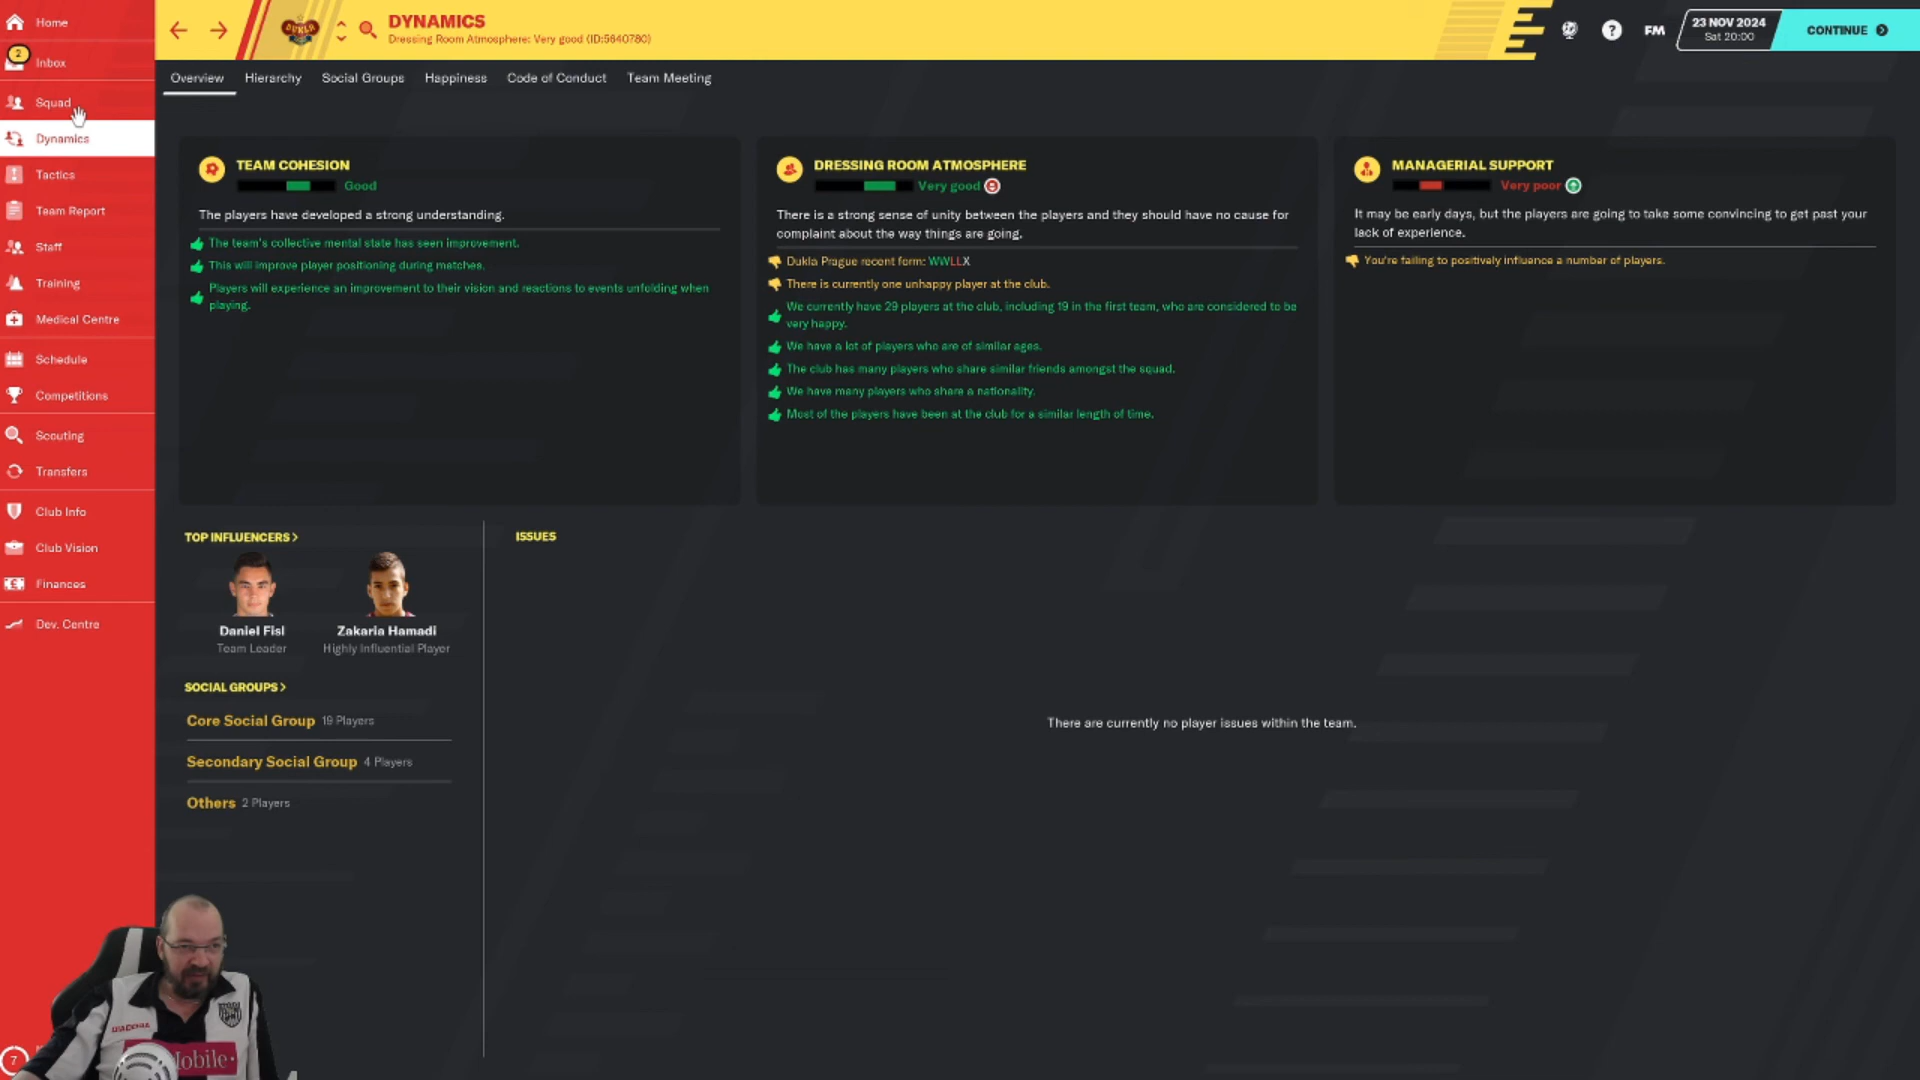 Home
2
Inbox
Squad
Dynamics
Tactics
Team Report
Staff
Training
Medical Centre
Schedule
Competitions
Scouting
Transfers
Club Info
Club Vision
Finances
Dev. Centre
7
DUKLA
DYNAMICS
Dressing Room Atmosphere: Very good (ID:5640780)
?
FM
23 NOV 2024
Sat 20:00
CONTINUE
Overview
Hierarchy
Social Groups
Happiness
Code of Conduct
Team Meeting
TEAM COHESION
Good
The players have developed a strong understanding.
The team's collective mental state has seen improvement.
This will improve player positioning during matches.
Players will experience an improvement to their vision and reactions to events unfolding when
playing.
DRESSING ROOM ATMOSPHERE
Very good
There is a strong sense of unity between the players and they should have no cause for
complaint about the way things are going.
Dukla Prague recent form: WWLLX
There is currently one unhappy player at the club.
We currently have 29 players at the club, including 19 in the first team, who are considered to be
very happy.
We have a lot of players who are of similar ages.
The club has many players who share similar friends amongst the squad.
We have many players who share a nationality.
Most of the players have been at the club for a similar length of time.
MANAGERIAL SUPPORT
Very poor
It may be early days, but the players are going to take some convincing to get past your
lack of experience.
You're failing to positively influence a number of players.
TOP INFLUENCERS >
Daniel Fisl
Team Leader
Zakaria Hamadi
Highly Influential Player
SOCIAL GROUPS >
Core Social Group 19 Players
Secondary Social Group 4 Players
Others 2 Players
ISSUES
There are currently no player issues within the team.
DIADORA
Mobile